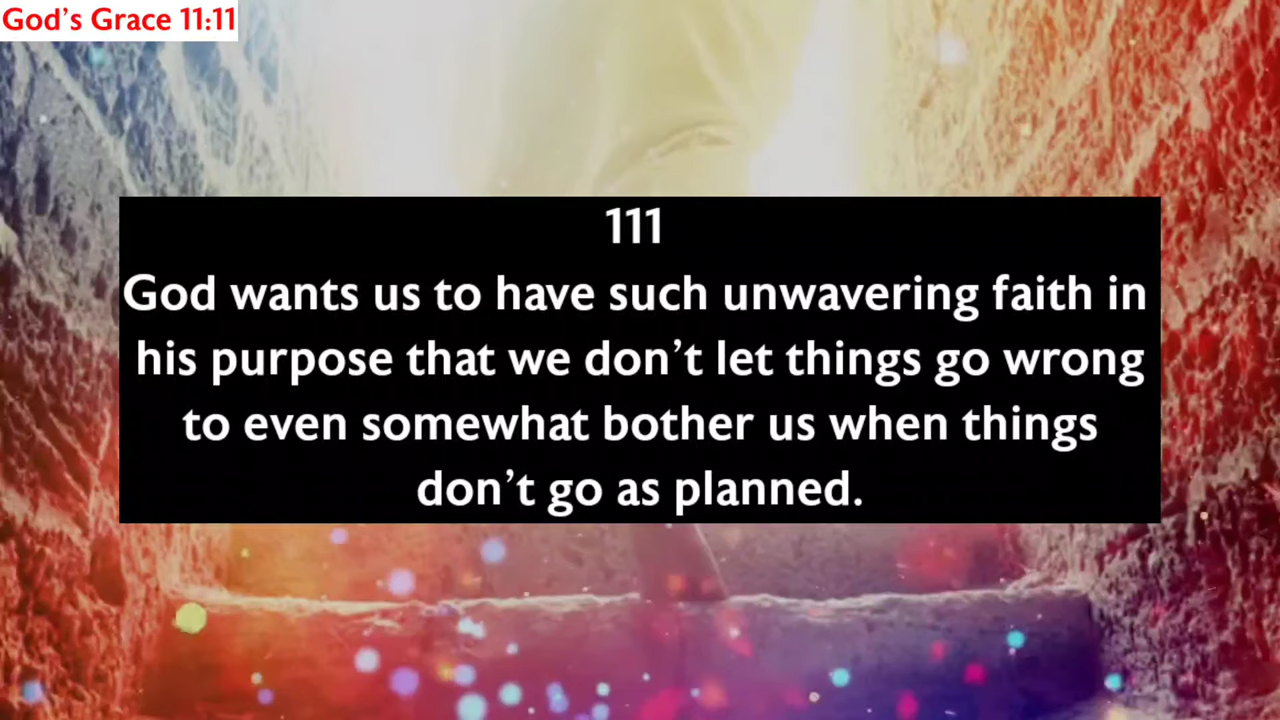 God’s Grace 11:11
111
God wants us to have such unwavering faith in
his purpose that we don’t let things go wrong
to even somewhat bother us when things
don’t go as planned.